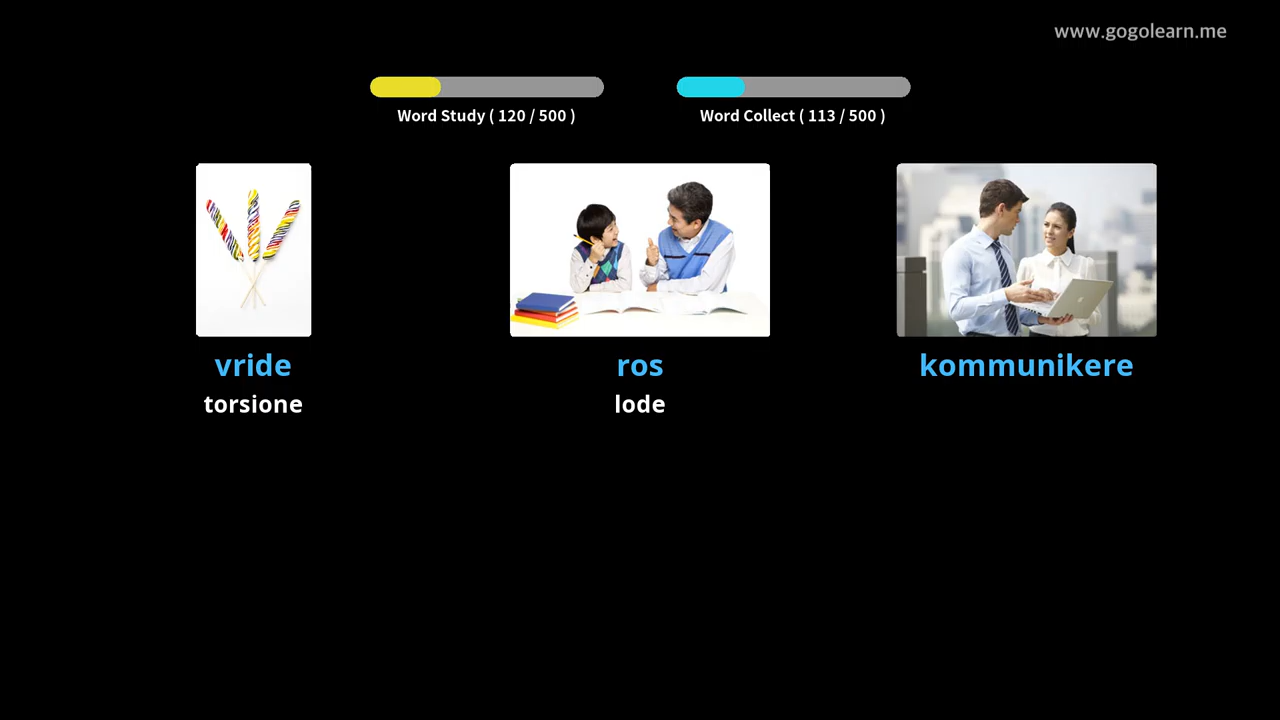 www.gogolearn.me
Word Study ( 120 / 500 )
Word Collect ( 113 / 500 )
vride
ros
kommunikere
torsione
lode